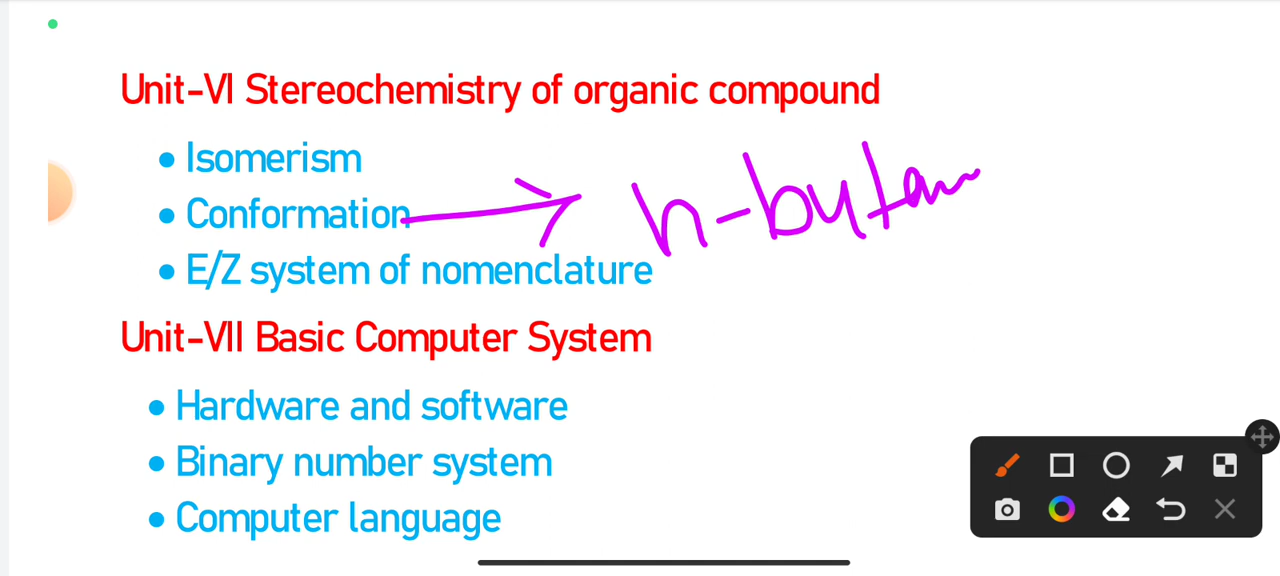 Unit-VI Stereochemistry of organic compound
• Isomerism
• Conformation → n-butan
• E/Z system of nomenclature
Unit-VII Basic Computer System
• Hardware and software
• Binary number system
• Computer language